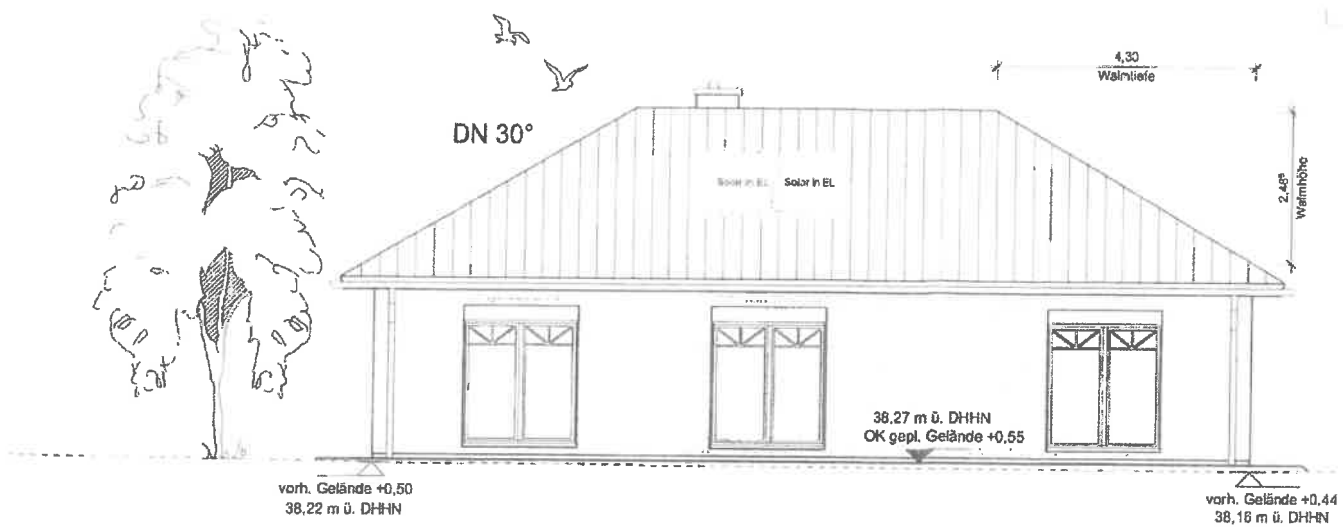 4,30
Walmtiefe
DN 30°
Solar in EL
Solar in EL
2,48⁵
Walmhöhe
38,27 m ü. DHHN
OK gepl. Gelände +0,55
vorh. Gelände +0,50
38,22 m ü. DHHN
vorh. Gelände +0,44
38,16 m ü. DHHN